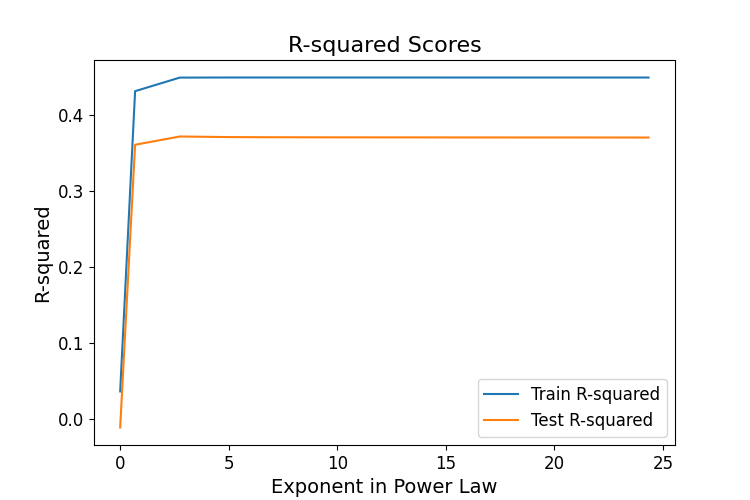 R-squared Scores
R-squared
0.4
0.3
0.2
0.1
0.0
Train R-squared
Test R-squared
0
5
10
15
20
25
Exponent in Power Law